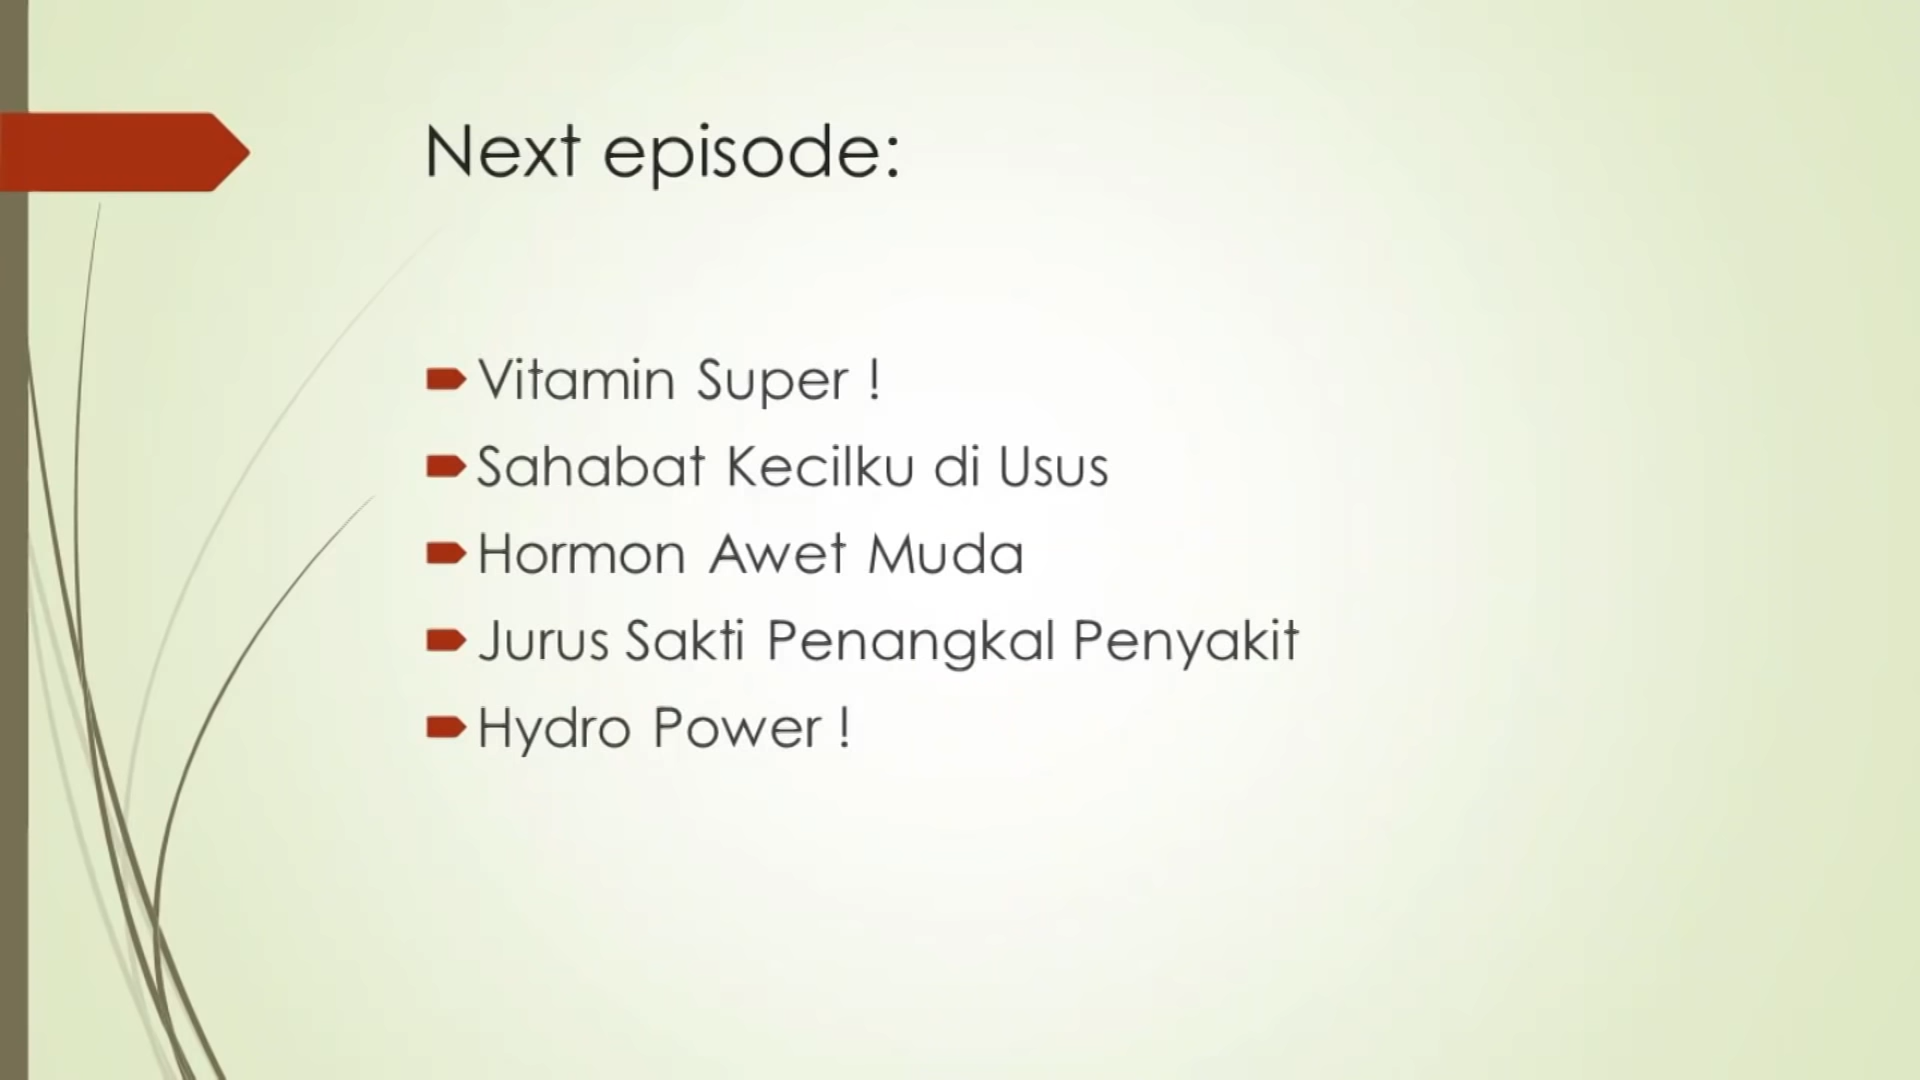 Next episode:
Vitamin Super !
Sahabat Kecilku di Usus
Hormon Awet Muda
Jurus Sakti Penangkal Penyakit
Hydro Power !